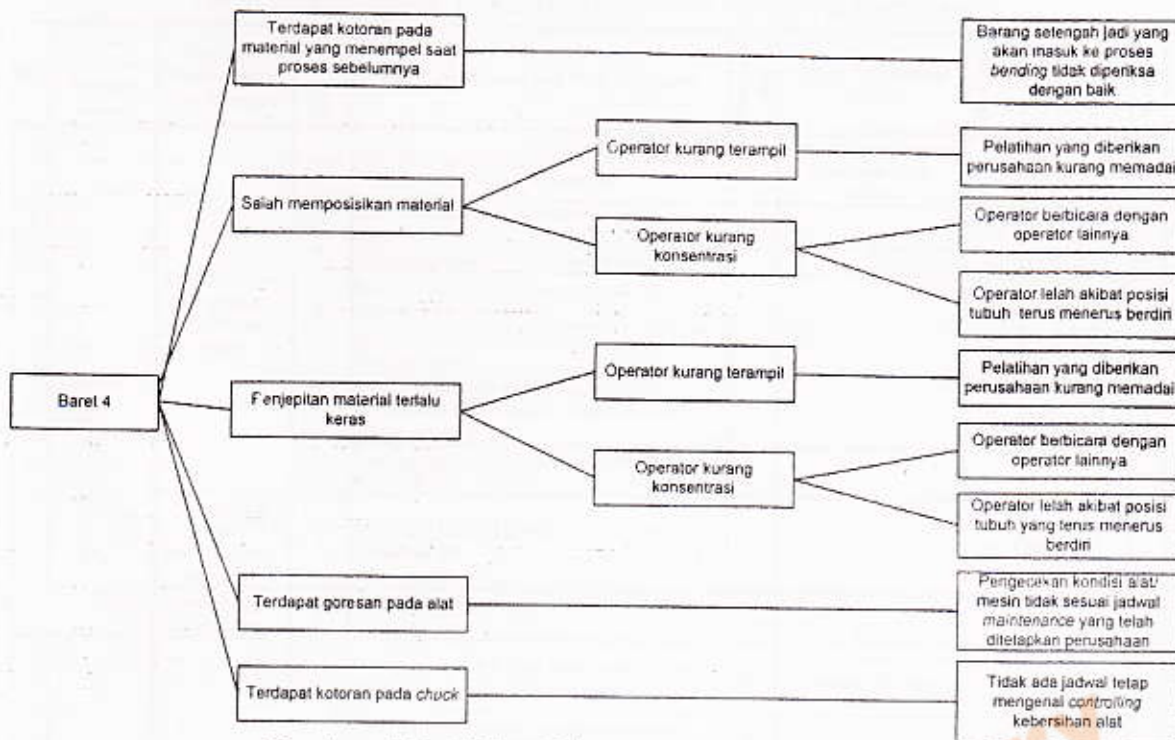 Terdapat kotoran pada
material yang menempel saat
proses sebelumnya
Barang setengah jadi yang
akan masuk ke proses
bending tidak diperiksa
dengan baik
Salah memposisikan material
Operator kurang terampil
Pelatihan yang diberikan
perusahaan kurang memadai
Operator kurang
konsentrasi
Operator berbicara dengan
operator lainnya
Operator lelah akibat posisi
tubuh terus menerus berdiri
Baret 4
Penjepitan material terlalu
keras
Operator kurang terampil
Pelatihan yang diberikan
perusahaan kurang memadai
Operator kurang
konsentrasi
Operator berbicara dengan
operator lainnya
Operator lelah akibat posisi
tubuh yang terus menerus
berdiri
Terdapat goresan pada alat
Pengecekan kondisi alat/
mesin tidak sesuai jadwal
maintenance yang telah
ditetapkan perusahaan
Terdapat kotoran pada chuck
Tidak ada jadwal tetap
mengenai controlling
kebersihan alat